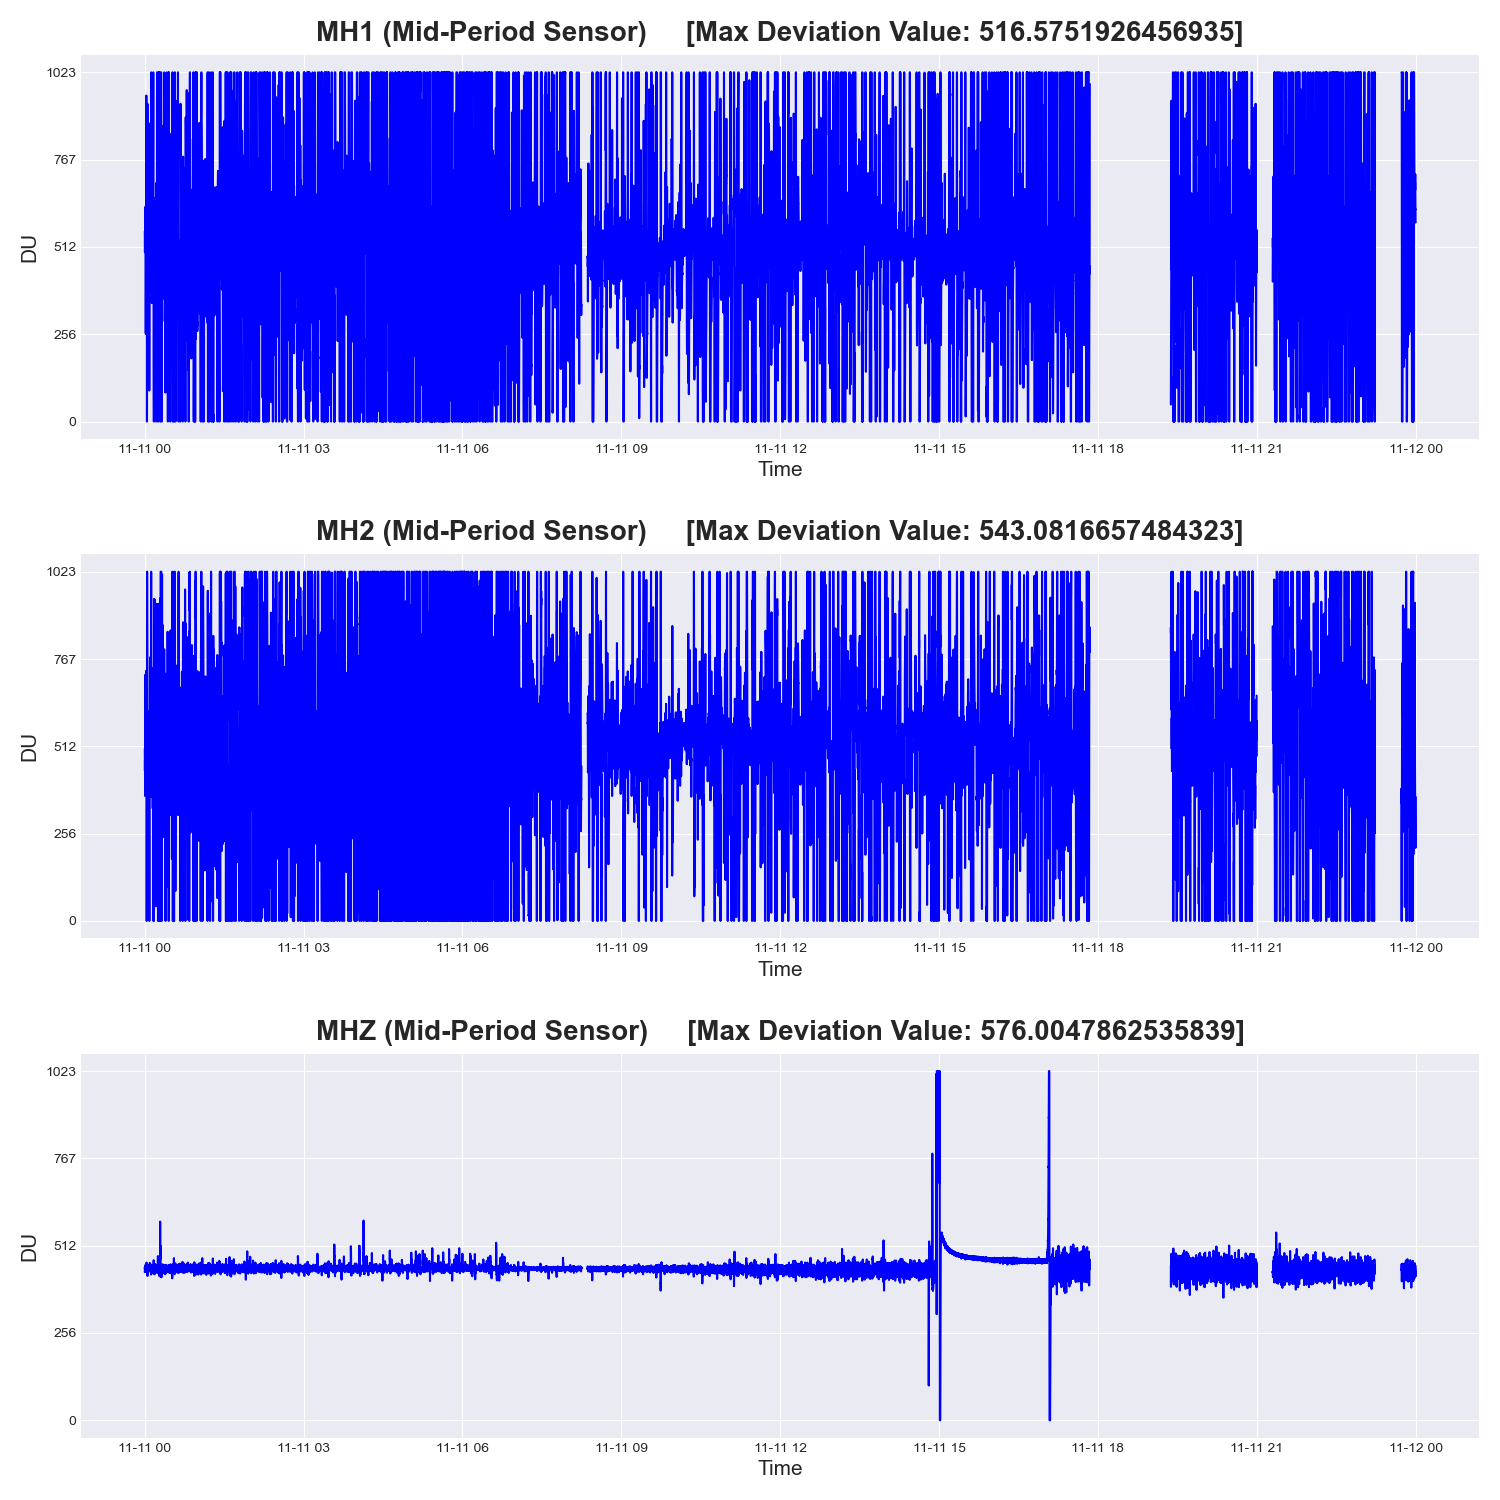 MH1 (Mid-Period Sensor) [Max Deviation Value: 516.5751926456935]
1023
767
512
256
0
DU
11-11 00 11-11 03 11-11 06 11-11 09 11-11 12 11-11 15 11-11 18 11-11 21 11-12 00
Time
MH2 (Mid-Period Sensor) [Max Deviation Value: 543.0816657484323]
1023
767
512
256
0
DU
11-11 00 11-11 03 11-11 06 11-11 09 11-11 12 11-11 15 11-11 18 11-11 21 11-12 00
Time
MHZ (Mid-Period Sensor) [Max Deviation Value: 576.0047862535839]
1023
767
512
256
0
DU
11-11 00 11-11 03 11-11 06 11-11 09 11-11 12 11-11 15 11-11 18 11-11 21 11-12 00
Time